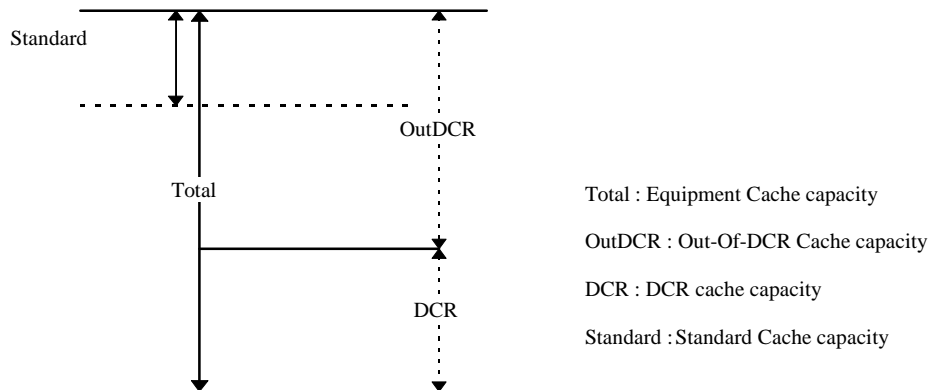 Standard
OutDCR
Total
DCR
Total : Equipment Cache capacity
OutDCR : Out-Of-DCR Cache capacity
DCR : DCR cache capacity
Standard :Standard Cache capacity